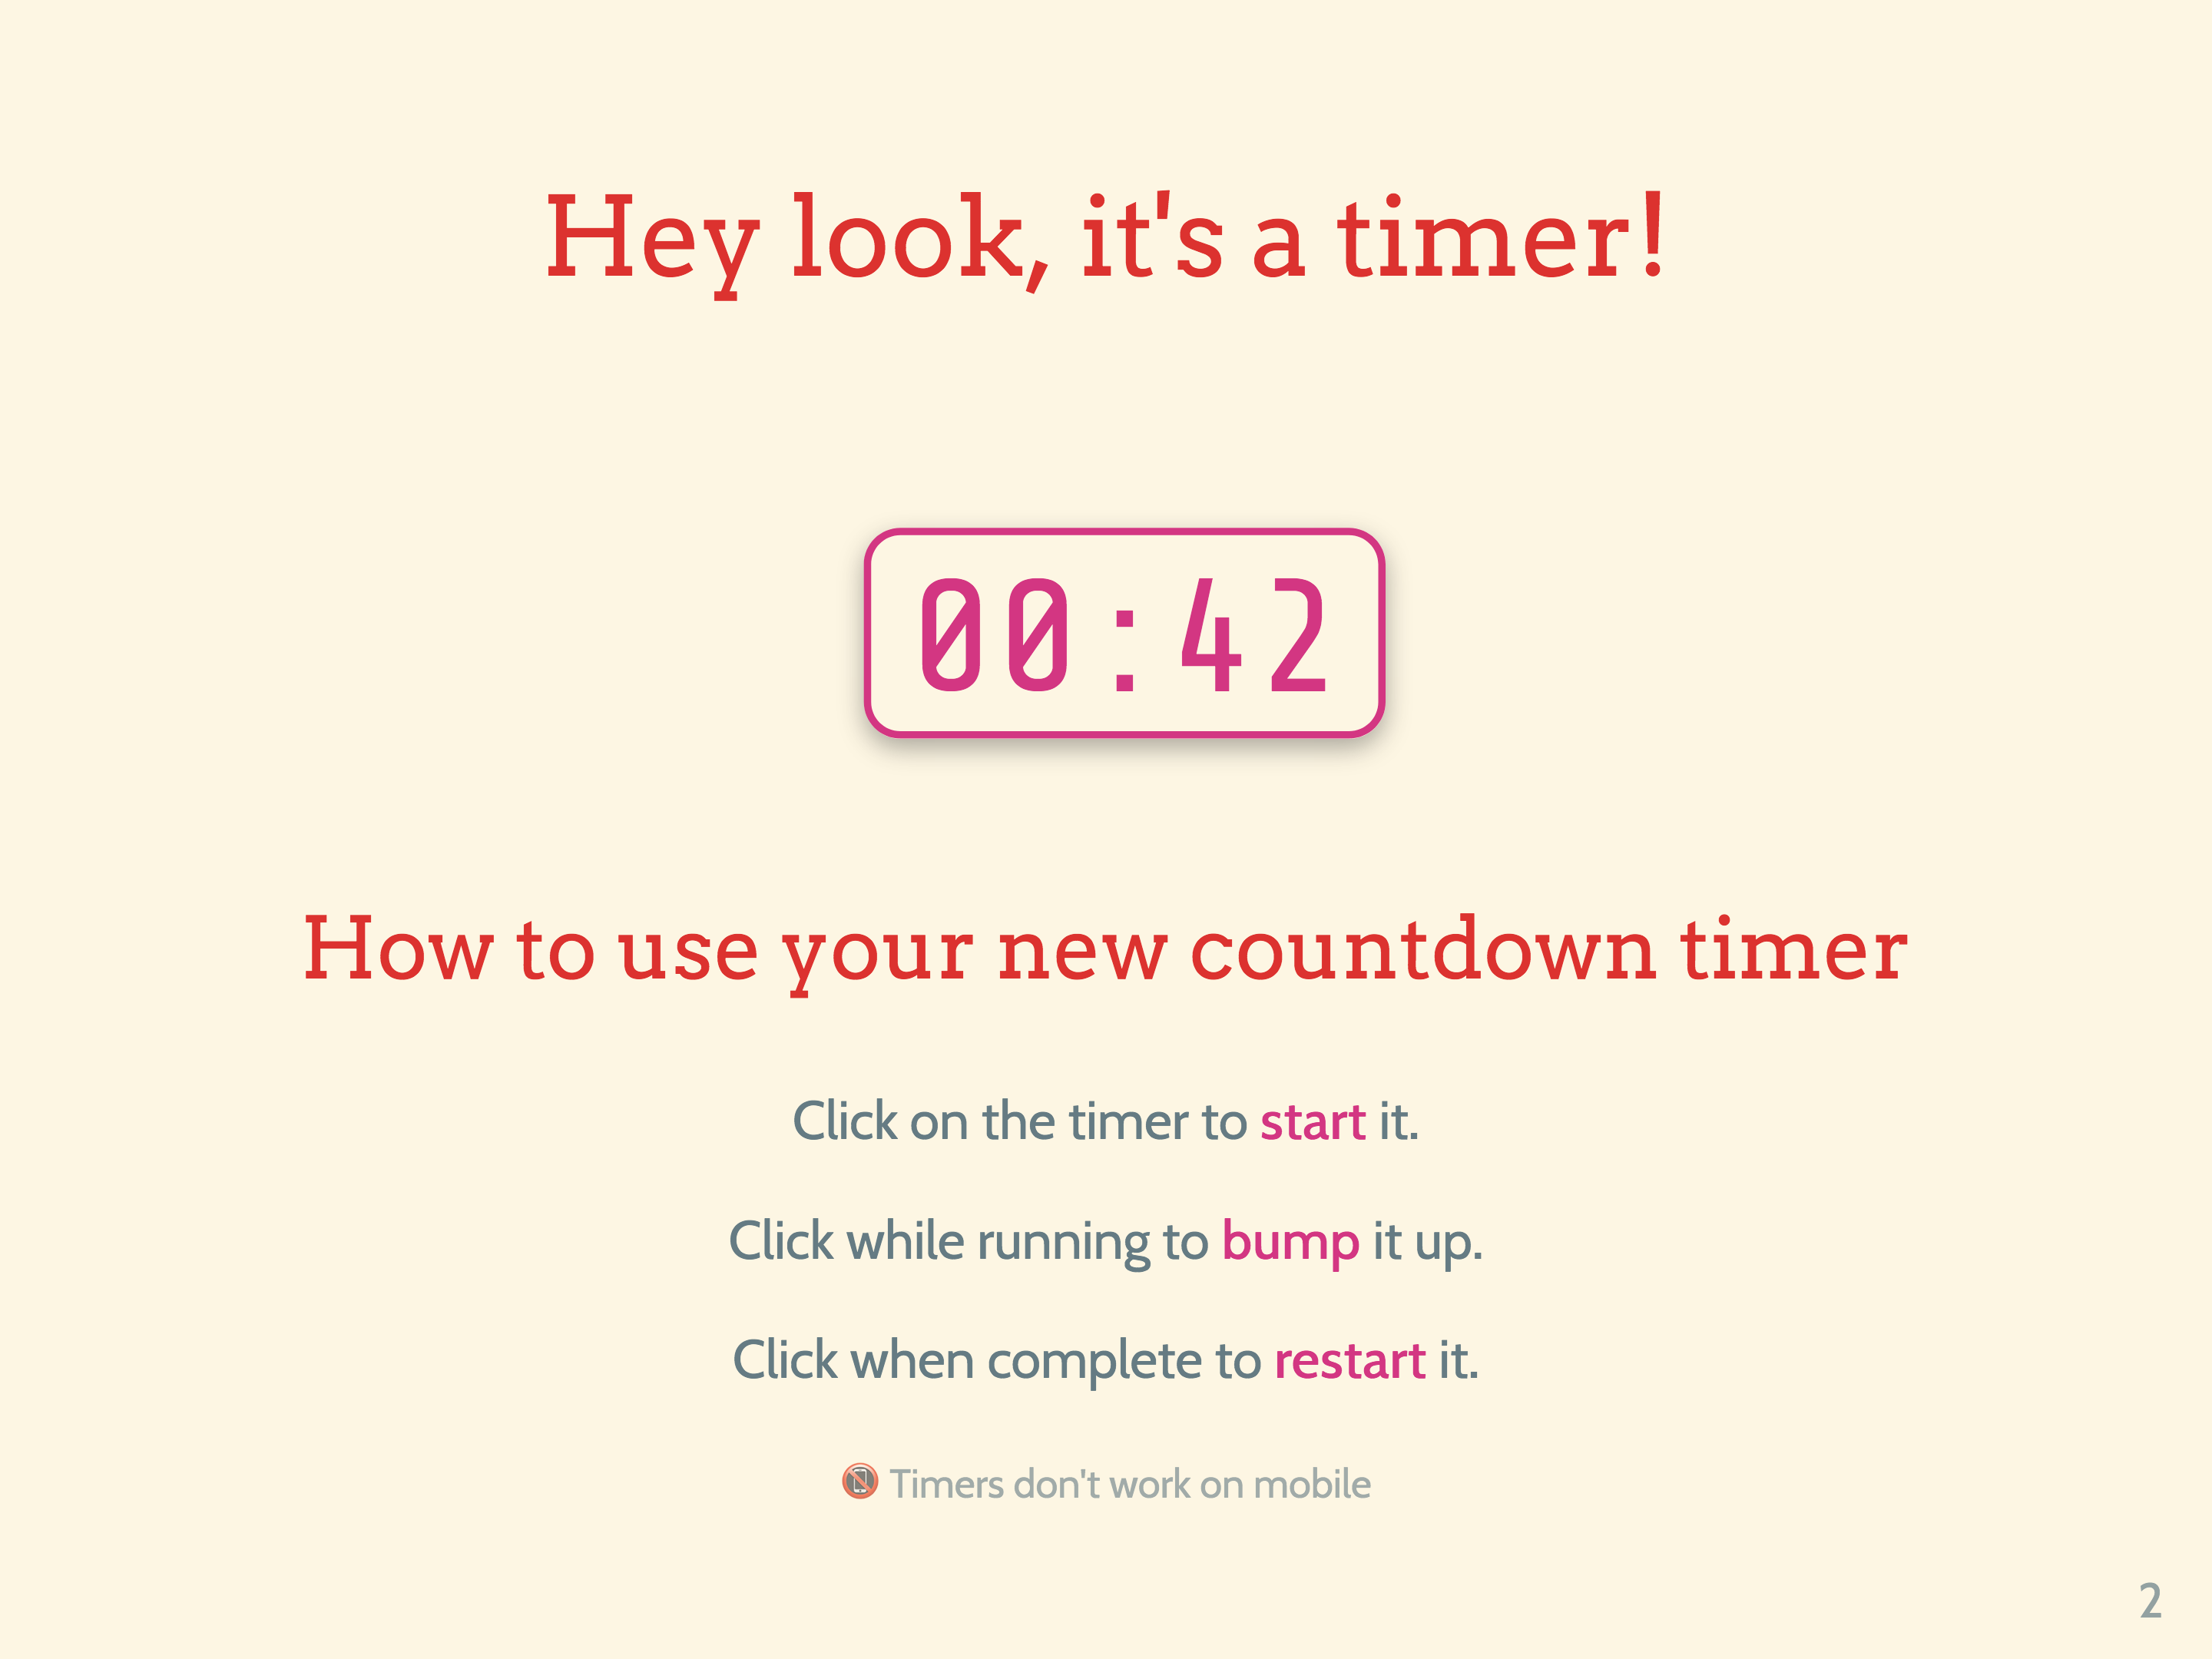 Hey look, it's a timer!
00:42
How to use your new countdown timer
Click on the timer to start it.
Click while running to bump it up.
Click when complete to restart it.
📵 Timers don't work on mobile
2